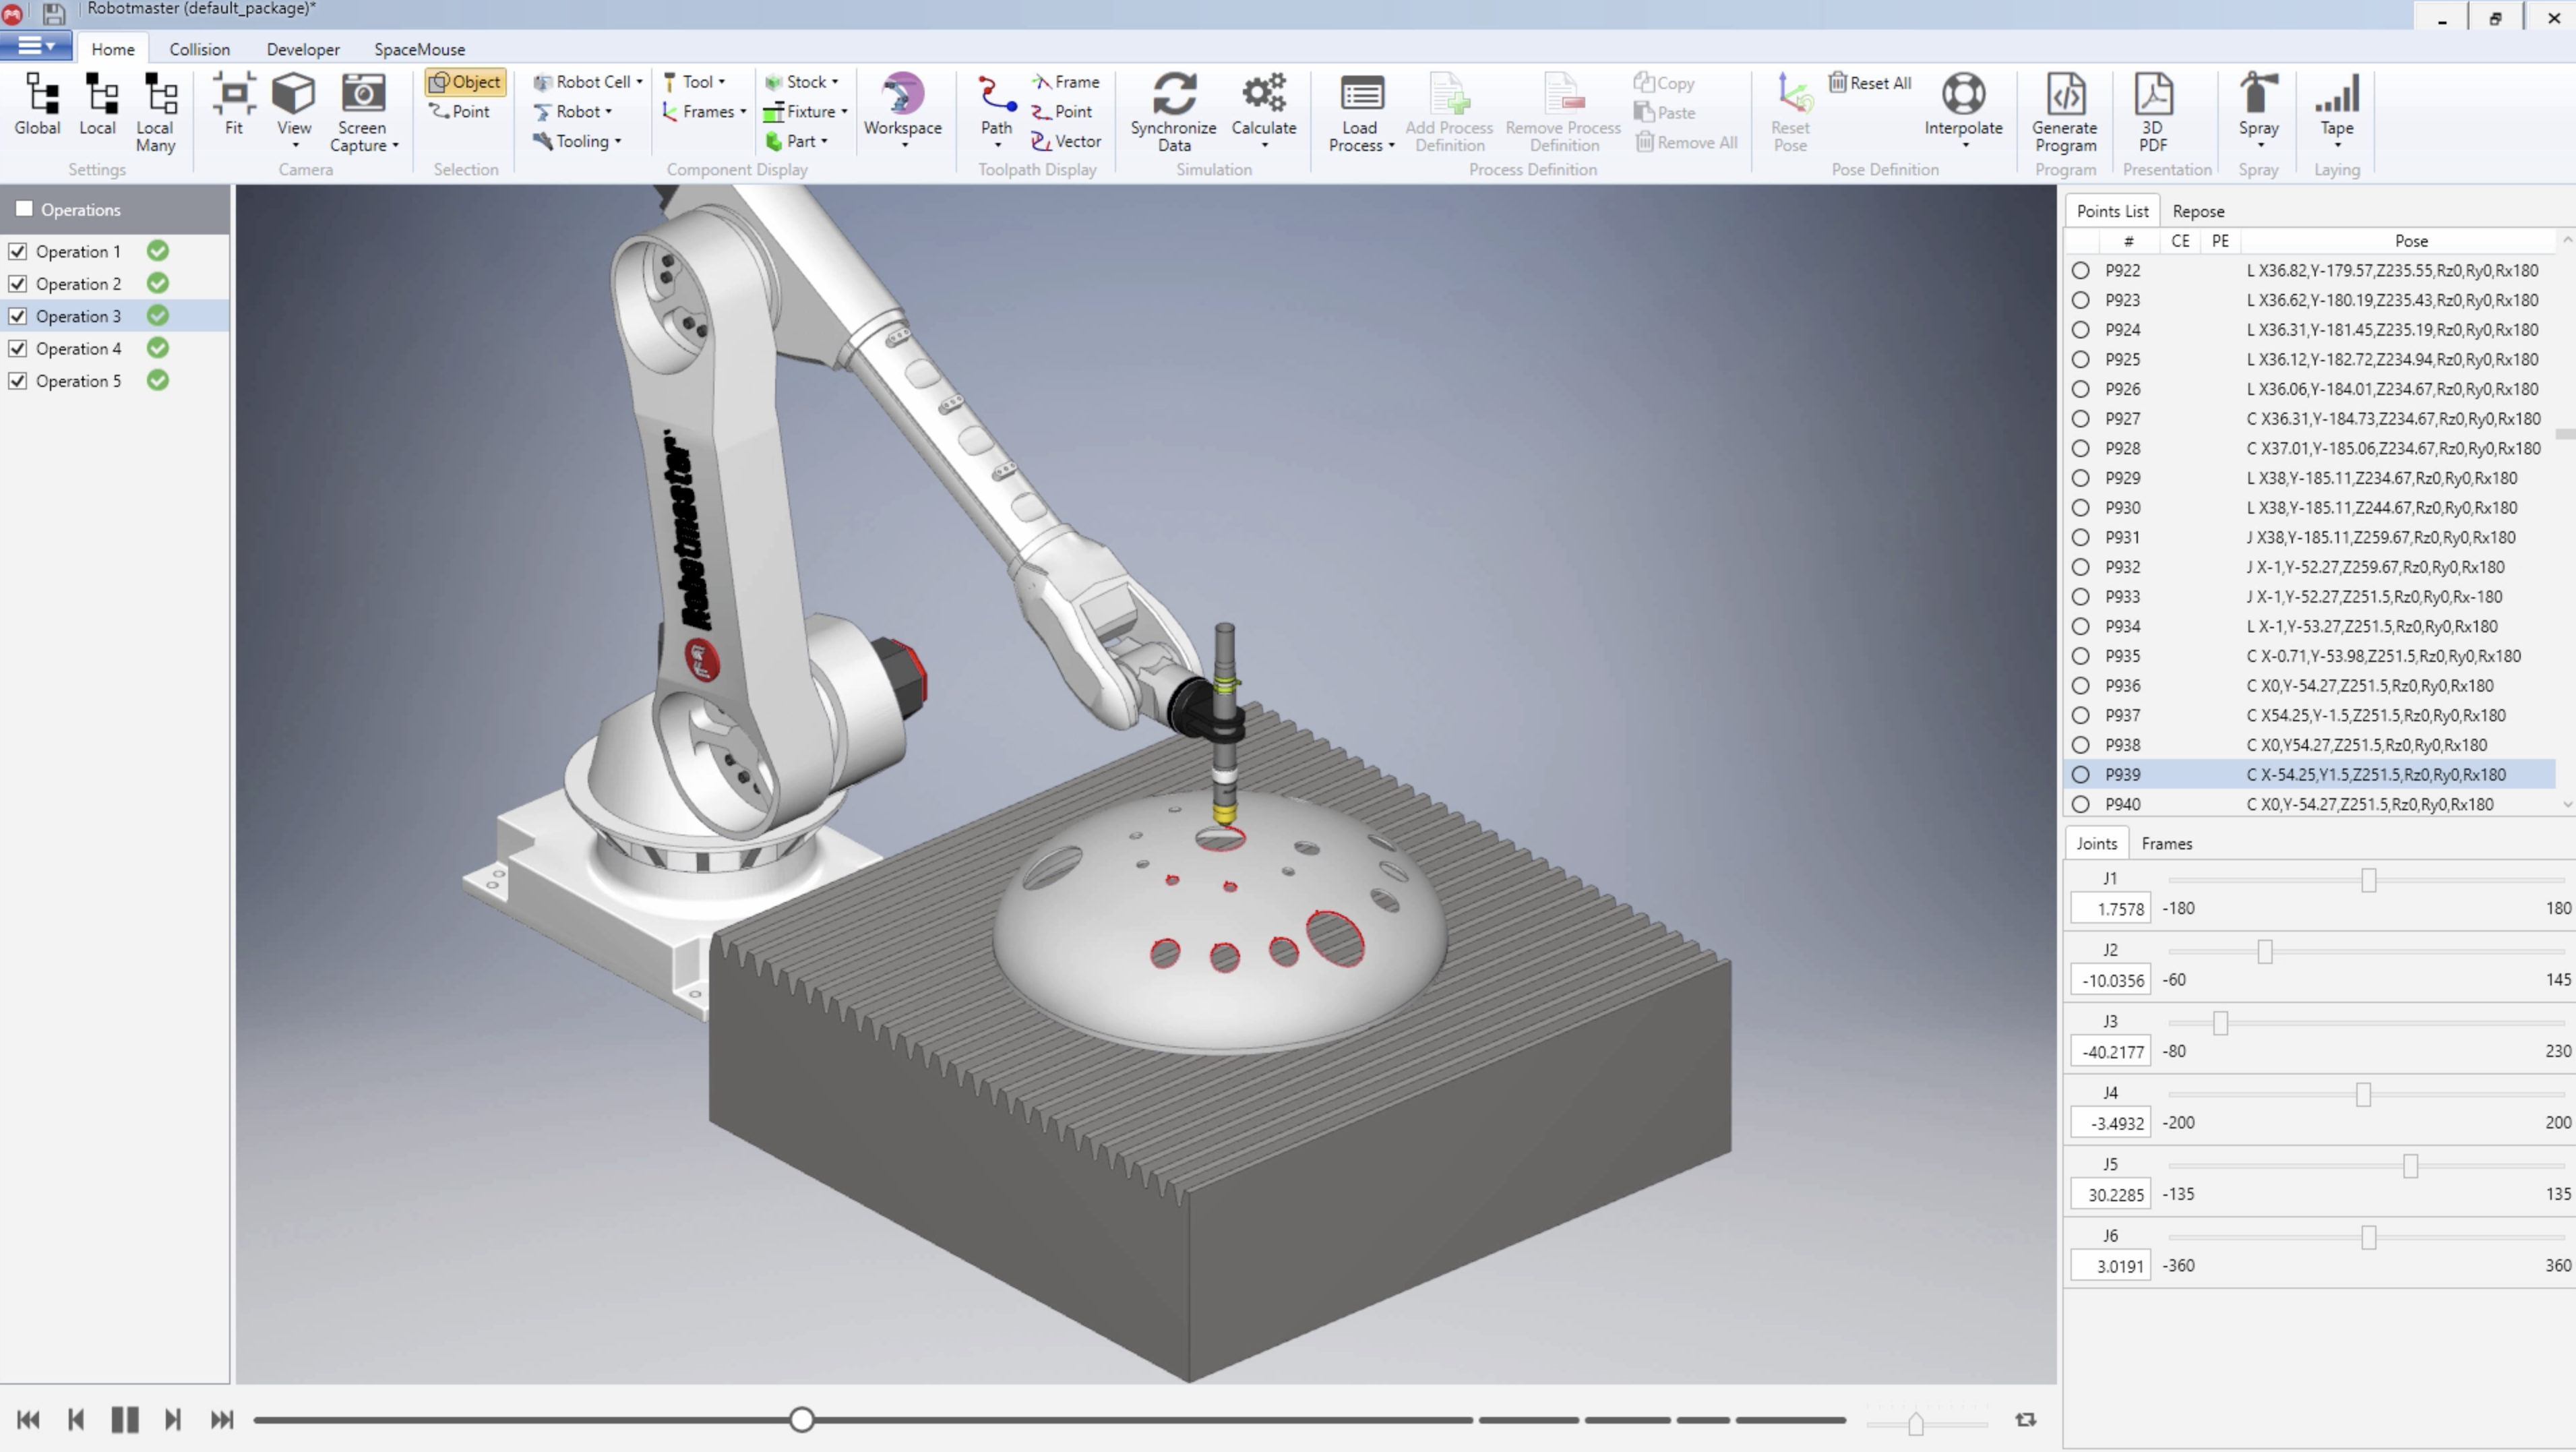 Robotmaster (default_package)*
Home Collision Developer SpaceMouse
Global
Local
Local Many
Settings
Fit
View
Screen Capture
Camera
Object
Point
Selection
Robot Cell
Robot
Tooling
Tool
Frames
Stock
Fixture
Part
Component Display
Workspace
Path
Frame
Point
Vector
Toolpath Display
Synchronize Data
Calculate
Simulation
Load Process
Add Process Definition
Remove Process Definition
Copy
Paste
Remove All
Process Definition
Reset Pose
Reset All
Interpolate
Pose Definition
Generate Program
Program
3D PDF
Presentation
Spray
Spray
Tape
Laying
Operations
Operation 1
Operation 2
Operation 3
Operation 4
Operation 5
Robotmaster
Points List Repose
# CE PE Pose
P922 L X36.82,Y-179.57,Z235.55,Rz0,Ry0,Rx180
P923 L X36.62,Y-180.19,Z235.43,Rz0,Ry0,Rx180
P924 L X36.31,Y-181.45,Z235.19,Rz0,Ry0,Rx180
P925 L X36.12,Y-182.72,Z234.94,Rz0,Ry0,Rx180
P926 L X36.06,Y-184.01,Z234.67,Rz0,Ry0,Rx180
P927 C X36.31,Y-184.73,Z234.67,Rz0,Ry0,Rx180
P928 C X37.01,Y-185.06,Z234.67,Rz0,Ry0,Rx180
P929 L X38,Y-185.11,Z234.67,Rz0,Ry0,Rx180
P930 L X38,Y-185.11,Z244.67,Rz0,Ry0,Rx180
P931 J X38,Y-185.11,Z259.67,Rz0,Ry0,Rx180
P932 J X-1,Y-52.27,Z259.67,Rz0,Ry0,Rx180
P933 J X-1,Y-52.27,Z251.5,Rz0,Ry0,Rx-180
P934 L X-1,Y-53.27,Z251.5,Rz0,Ry0,Rx180
P935 C X-0.71,Y-53.98,Z251.5,Rz0,Ry0,Rx180
P936 C X0,Y-54.27,Z251.5,Rz0,Ry0,Rx180
P937 C X54.25,Y-1.5,Z251.5,Rz0,Ry0,Rx180
P938 C X0,Y54.27,Z251.5,Rz0,Ry0,Rx180
P939 C X-54.25,Y1.5,Z251.5,Rz0,Ry0,Rx180
P940 C X0,Y-54.27,Z251.5,Rz0,Ry0,Rx180
Joints Frames
J1
1.7578 -180 180
J2
-10.0356 -60 145
J3
-40.2177 -80 230
J4
-3.4932 -200 200
J5
30.2285 -135 135
J6
3.0191 -360 360